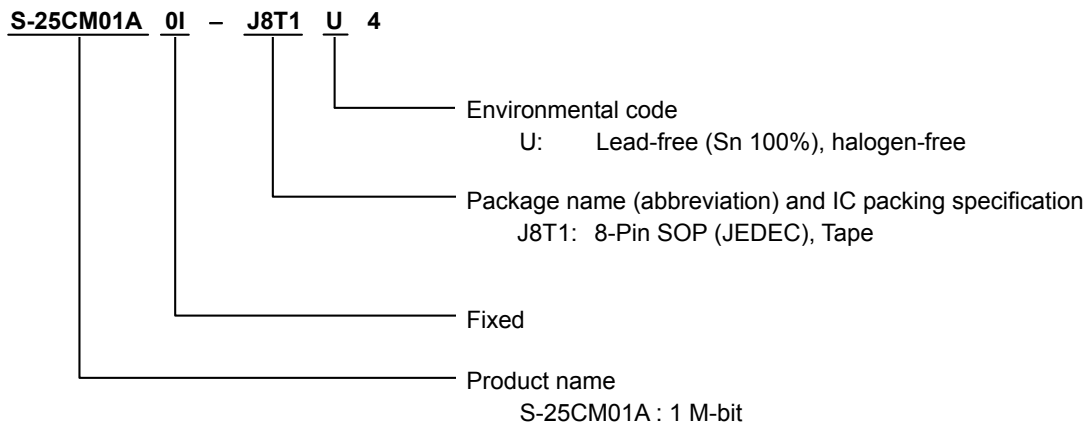 S-25CM01A 0I – J8T1 U 4
Environmental code
U: Lead-free (Sn 100%), halogen-free
Package name (abbreviation) and IC packing specification
J8T1: 8-Pin SOP (JEDEC), Tape
Fixed
Product name
S-25CM01A : 1 M-bit